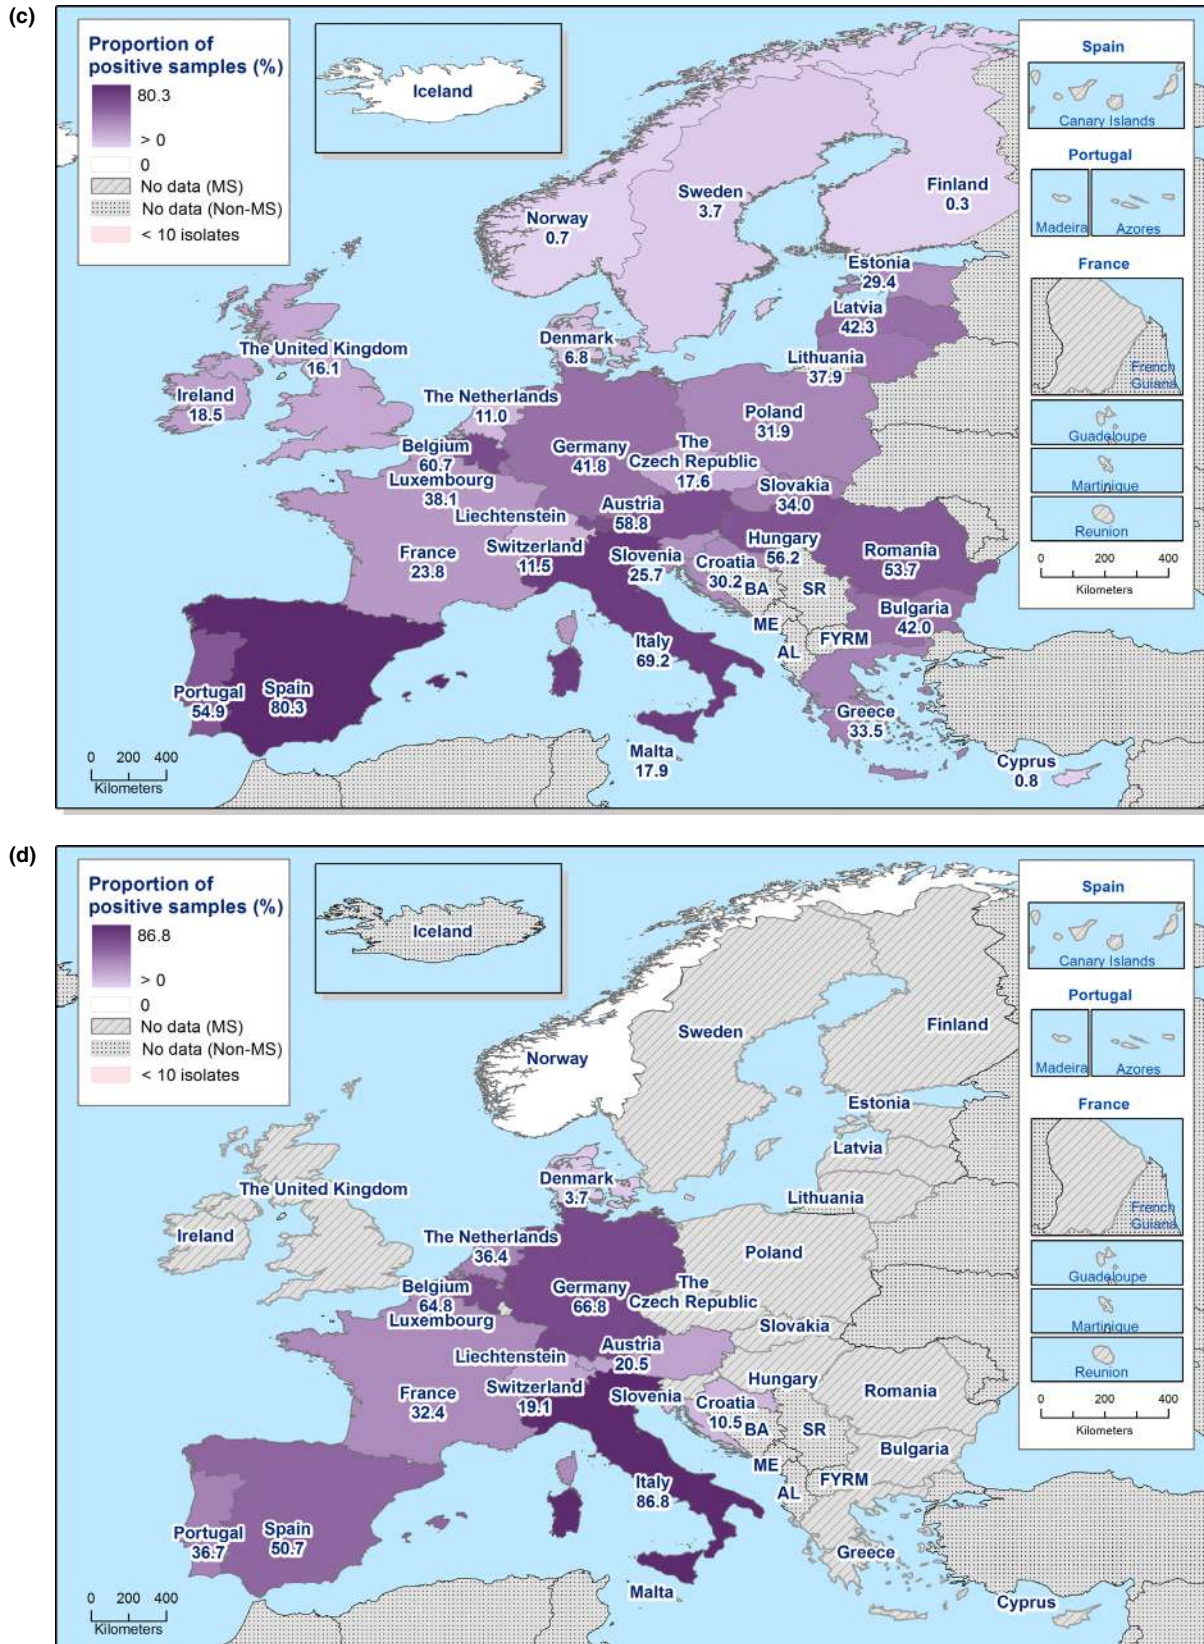 (c)
Proportion of
positive samples (%)
80.3
> 0
0
No data (MS)
No data (Non-MS)
< 10 isolates
Iceland
Spain
Canary Islands
Portugal
Madeira
Azores
France
French
Guiana
Guadeloupe
Martinique
Reunion
0 200 400
Kilometers
Norway
0.7
Sweden
3.7
Finland
0.3
Estonia
29.4
Latvia
42.3
Lithuania
37.9
Denmark
6.8
The United Kingdom
16.1
Ireland
18.5
The Netherlands
11.0
Poland
31.9
Belgium
60.7
Germany
41.8
The
Czech Republic
17.6
Luxembourg
38.1
Slovakia
34.0
Liechtenstein
Austria
58.8
Switzerland
11.5
Slovenia
25.7
Hungary
56.2
Croatia
30.2
Romania
53.7
France
23.8
BA
SR
Bulgaria
42.0
ME
FYRM
AL
Italy
69.2
Portugal
54.9
Spain
80.3
Greece
33.5
Malta
17.9
Cyprus
0.8
0 200 400
Kilometers
(d)
Proportion of
positive samples (%)
86.8
> 0
0
No data (MS)
No data (Non-MS)
< 10 isolates
Iceland
Spain
Canary Islands
Portugal
Madeira
Azores
France
French
Guiana
Guadeloupe
Martinique
Reunion
0 200 400
Kilometers
Norway
Sweden
Finland
Estonia
Latvia
Lithuania
Denmark
3.7
The United Kingdom
Ireland
The Netherlands
36.4
Poland
Belgium
64.8
Germany
66.8
The
Czech Republic
Luxembourg
Slovakia
Liechtenstein
Austria
20.5
Switzerland
19.1
Slovenia
Hungary
Croatia
10.5
Romania
France
32.4
BA
SR
Bulgaria
ME
FYRM
AL
Italy
86.8
Portugal
36.7
Spain
50.7
Greece
Malta
Cyprus
0 200 400
Kilometers